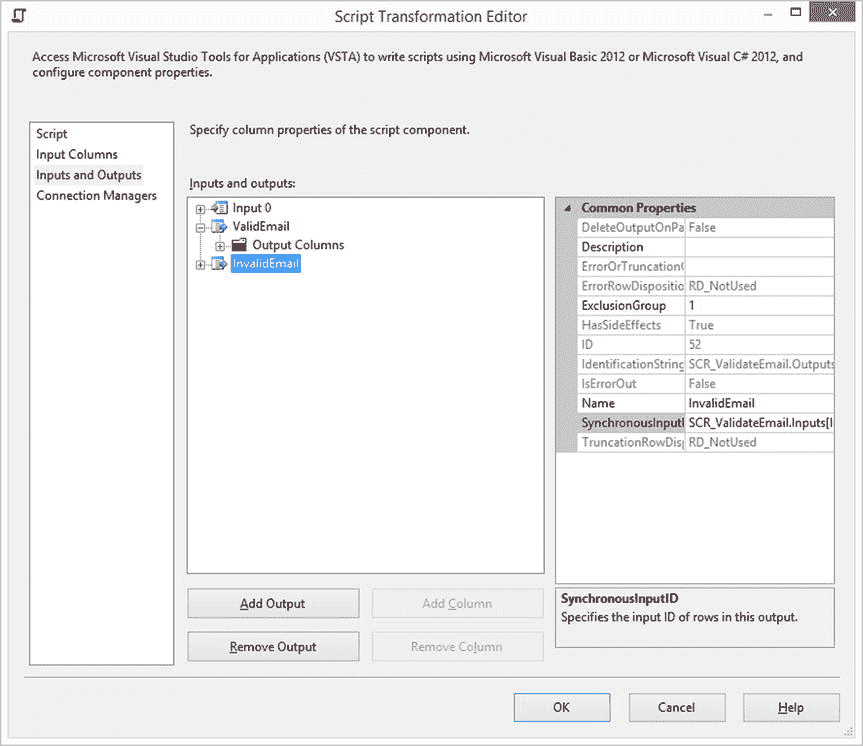 Script Transformation Editor
Access Microsoft Visual Studio Tools for Applications (VSTA) to write scripts using Microsoft Visual Basic 2012 or Microsoft Visual C# 2012, and
configure component properties.
Script
Input Columns
Inputs and Outputs
Connection Managers
Specify column properties of the script component.
Inputs and outputs:
Input 0
ValidEmail
Output Columns
InvalidEmail
Common Properties
DeleteOutputOnPa False
Description
ErrorOrTruncationO
ErrorRowDispositio RD_NotUsed
ExclusionGroup 1
HasSideEffects True
ID 52
IdentificationString SCR_ValidateEmail.Outputs
IsErrorOut False
Name InvalidEmail
SynchronousInputI SCR_ValidateEmail.Inputs[I
TruncationRowDisp RD_NotUsed
Add Output
Add Column
Remove Output
Remove Column
SynchronousInputID
Specifies the input ID of rows in this output.
OK
Cancel
Help